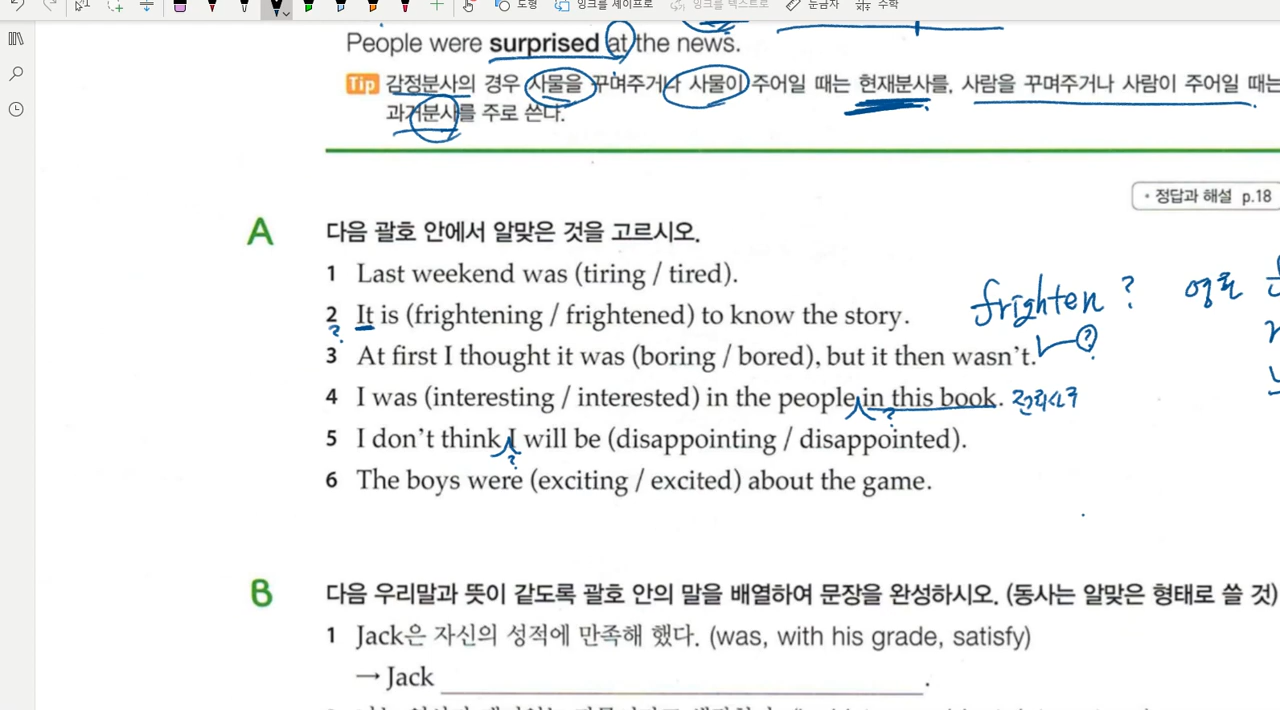 도형 잉크를 셰이프로 잉크를 텍스트로 눈금자 수학
People were surprised at the news.
Tip 감정분사의 경우 사물을 꾸며주거나 사물이 주어일 때는 현재분사를, 사람을 꾸며주거나 사람이 주어일 때는
과거분사를 주로 쓴다.
• 정답과 해설 p.18
A 다음 괄호 안에서 알맞은 것을 고르시오.
1 Last weekend was (tiring / tired).
frighten ? 영로
2 It is (frightening / frightened) to know the story.
?
3 At first I thought it was (boring / bored), but it then wasn't. ?
4 I was (interesting / interested) in the people in this book. 전치사구
?
5 I don't think I will be (disappointing / disappointed).
?
6 The boys were (exciting / excited) about the game.
B 다음 우리말과 뜻이 같도록 괄호 안의 말을 배열하여 문장을 완성하시오. (동사는 알맞은 형태로 쓸 것)
1 Jack은 자신의 성적에 만족해 했다. (was, with his grade, satisfy)
→ Jack .